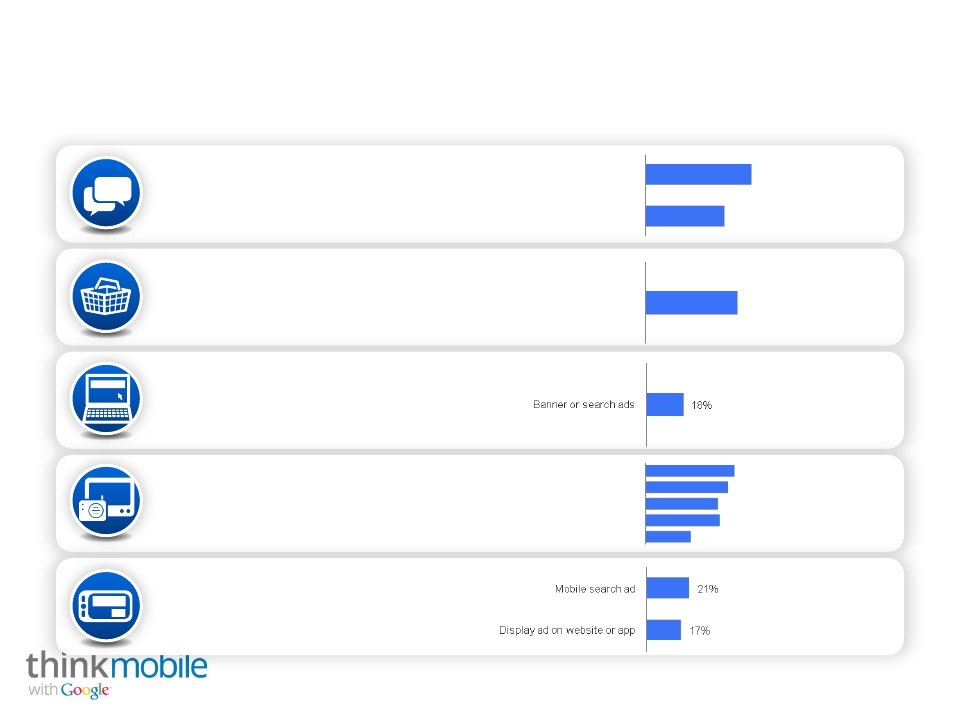 Banner or search ads 18%
Mobile search ad 21%
Display ad on website or app 17%
thinkmobile
with Google